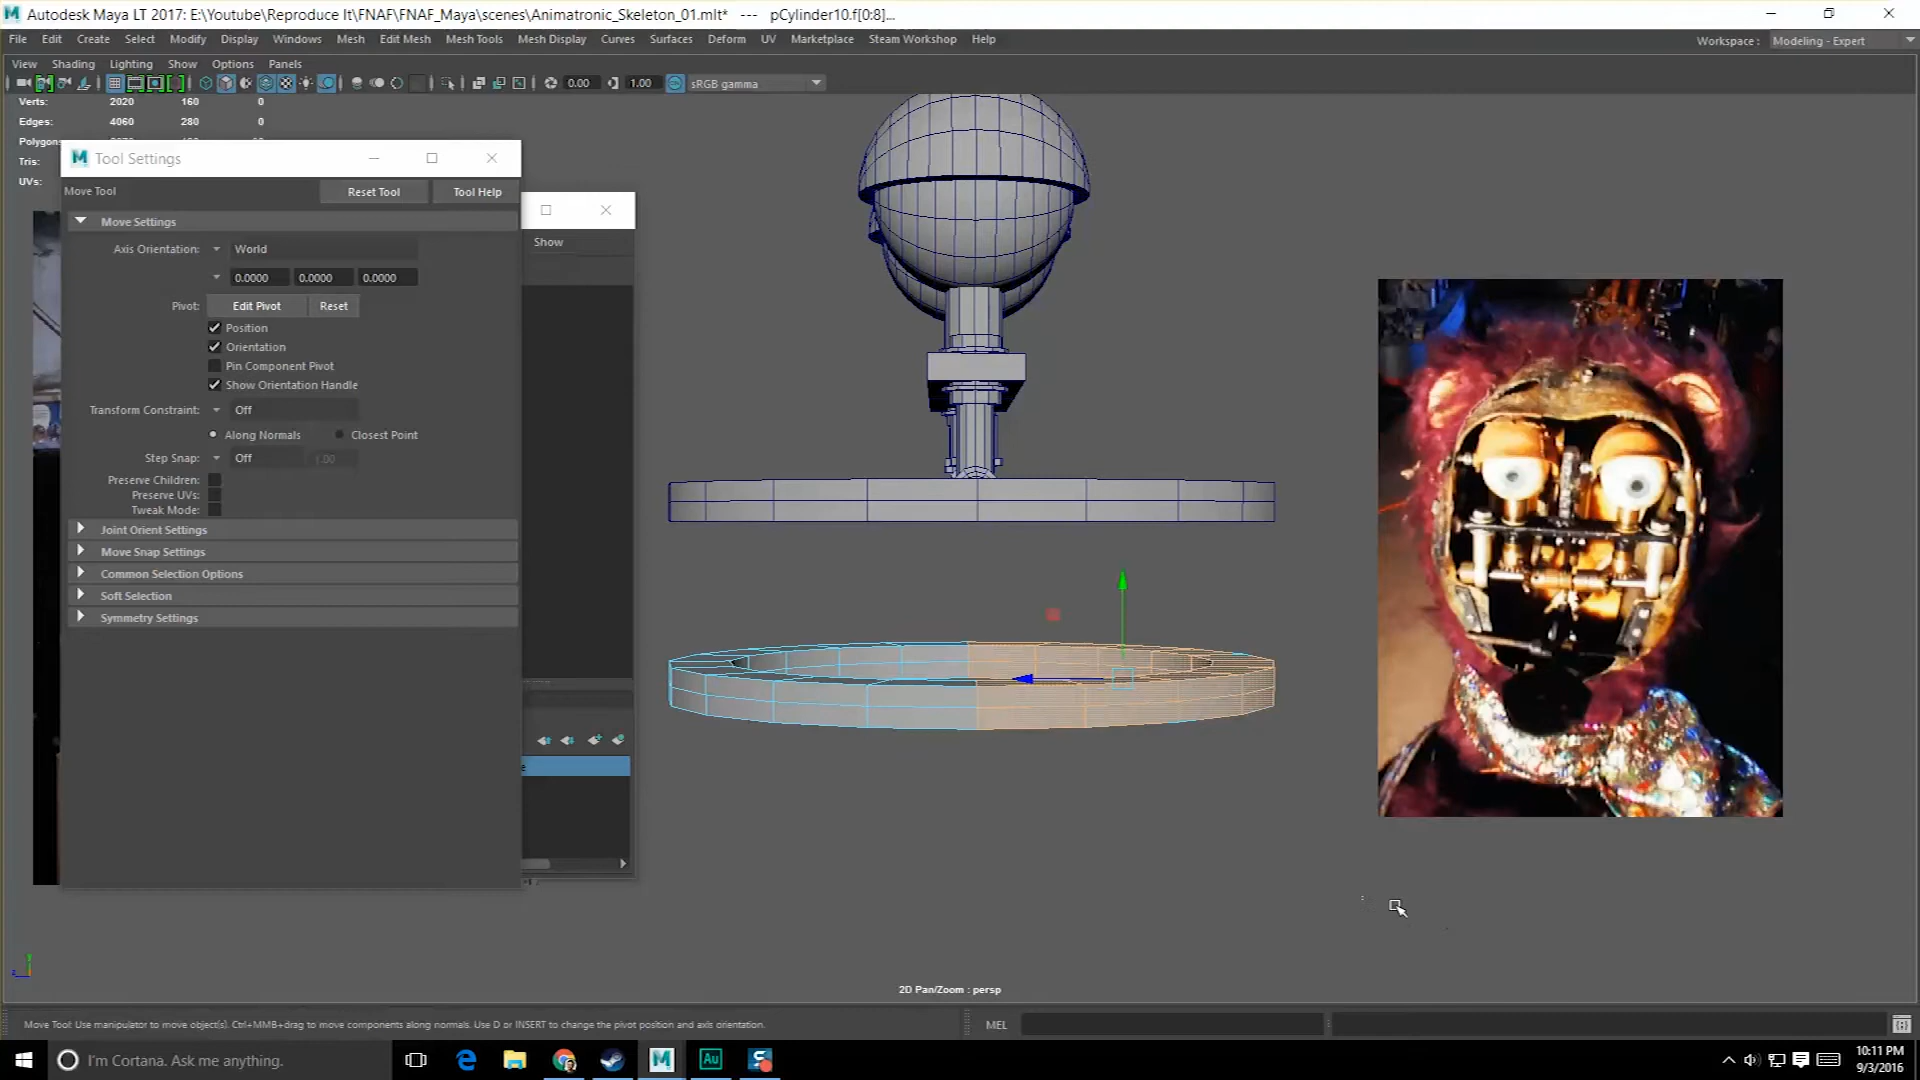 Autodesk Maya LT 2017: E:\Youtube\Reproduce It\FNAF\FNAF_Maya\scenes\Animatronic_Skeleton_01.mlt* --- pCylinder10.f[0:8]...
File Edit Create Select Modify Display Windows Mesh Edit Mesh Mesh Tools Mesh Display Curves Surfaces Deform UV Marketplace Steam Workshop Help Workspace : Modeling - Expert
View Shading Lighting Show Options Panels
0.00 1.00 sRGB gamma
Verts: 2020 160 0
Edges: 4060 280 0
Polygon
Tris:
UVs:
Tool Settings
Move Tool Reset Tool Tool Help
Move Settings
Axis Orientation: World
0.0000 0.0000 0.0000
Pivot: Edit Pivot Reset
Position
Orientation
Pin Component Pivot
Show Orientation Handle
Transform Constraint: Off
Along Normals Closest Point
Step Snap: Off 1.00
Preserve Children:
Preserve UVs:
Tweak Mode:
Joint Orient Settings
Move Snap Settings
Common Selection Options
Soft Selection
Symmetry Settings
Show
2D Pan/Zoom : persp
Move Tool: Use manipulator to move object(s). Ctrl+MMB+drag to move components along normals. Use D or INSERT to change the pivot position and axis orientation.
MEL
I'm Cortana. Ask me anything.
Au
10:11 PM
9/3/2016